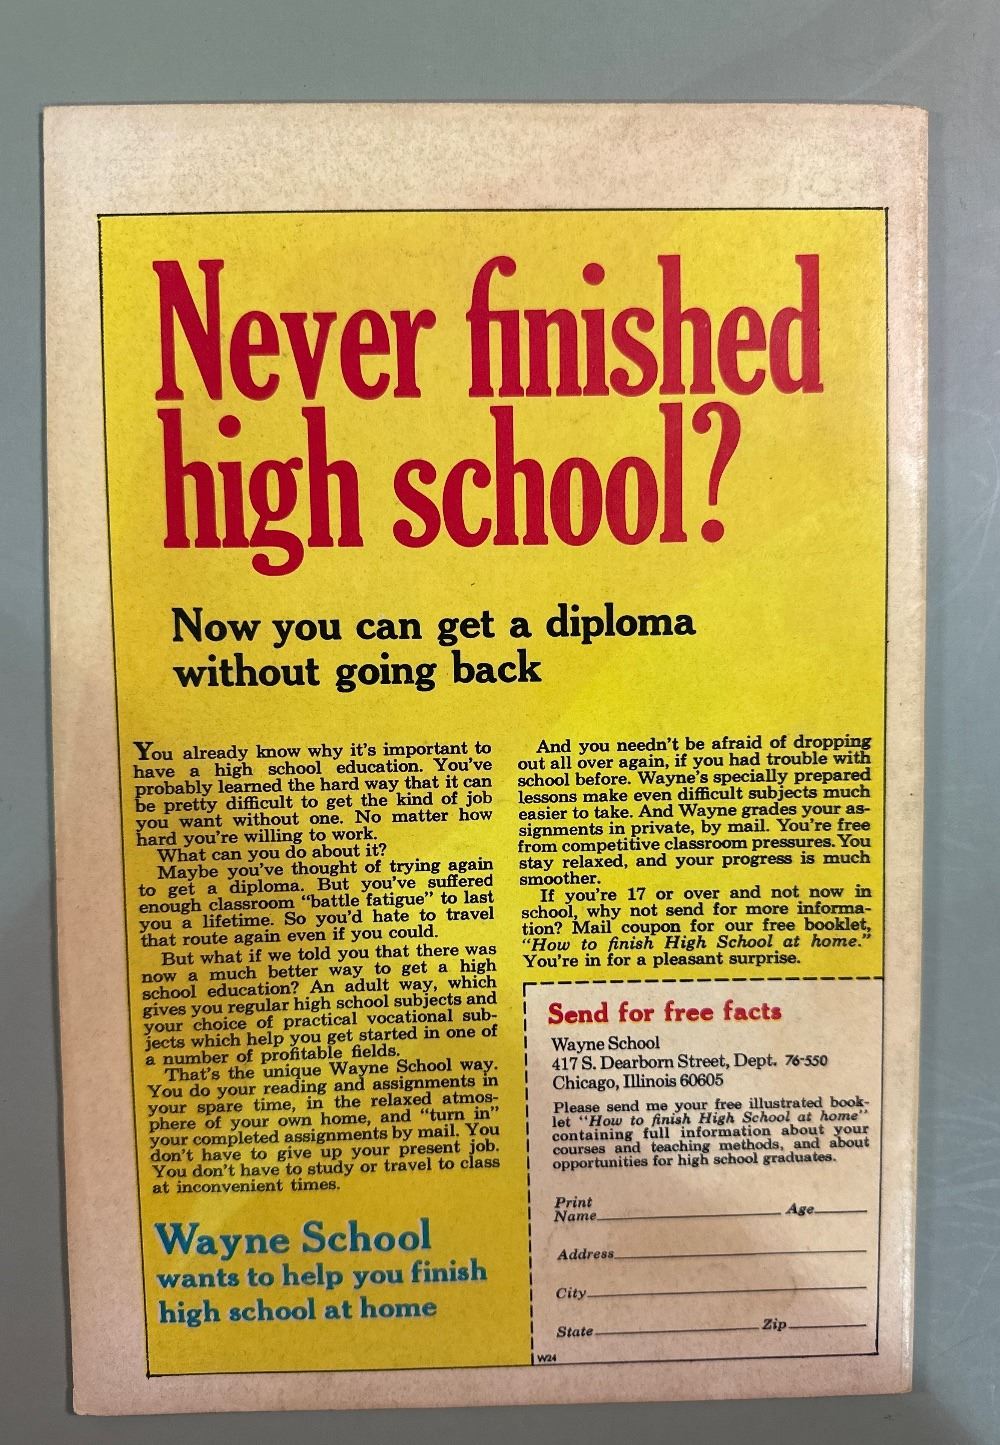 Never finished
high school?
Now you can get a diploma
without going back
You already know why it's important to
have a high school education. You've
probably learned the hard way that it can
be pretty difficult to get the kind of job
you want without one. No matter how
hard you're willing to work.
What can you do about it?
Maybe you've thought of trying again
to get a diploma. But you've suffered
enough classroom "battle fatigue" to last
you a lifetime. So you'd hate to travel
that route again even if you could.
But what if we told you that there was
now a much better way to get a high
school education? An adult way, which
gives you regular high school subjects and
your choice of practical vocational sub-
jects which help you get started in one of
a number of profitable fields.
That's the unique Wayne School way.
You do your reading and assignments in
your spare time, in the relaxed atmos-
phere of your own home, and "turn in"
your completed assignments by mail. You
don't have to give up your present job.
You don't have to study or travel to class
at inconvenient times.
Wayne School
wants to help you finish
high school at home
And you needn't be afraid of dropping
out all over again, if you had trouble with
school before. Wayne's specially prepared
lessons make even difficult subjects much
easier to take. And Wayne grades your as-
signments in private, by mail. You're free
from competitive classroom pressures. You
stay relaxed, and your progress is much
smoother.
If you're 17 or over and not now in
school, why not send for more informa-
tion? Mail coupon for our free booklet,
"How to finish High School at home."
You're in for a pleasant surprise.
Send for free facts
Wayne School
417 S. Dearborn Street, Dept. 76-550
Chicago, Illinois 60605
Please send me your free illustrated book-
let "How to finish High School at home"
containing full information about your
courses and teaching methods, and about
opportunities for high school graduates.
Print
Name Age
Address
City
State Zip
W24